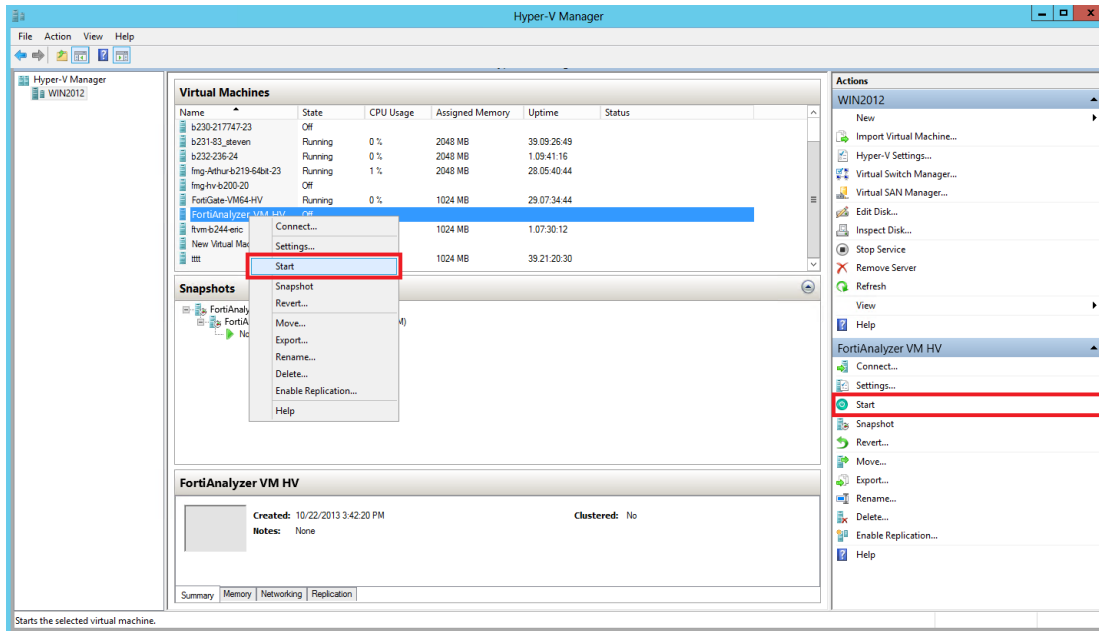 Hyper-V Manager
File Action View Help
Hyper-V Manager
WIN2012
Virtual Machines
Name State CPU Usage Assigned Memory Uptime Status
b230-217747-23 Off
b231-83_steven Running 0 % 2048 MB 39.09:26:49
b232-236-24 Running 0 % 2048 MB 1.09:41:16
fmg-Arthur-b219-64bit-23 Running 1 % 2048 MB 28.05:40:44
fmg-hv-b200-20 Off
FortiGate-VM64-HV Running 0 % 1024 MB 29.07:34:44
FortiAnalyzer VM HV Off
ftvm-b244-eric 1024 MB 1.07:30:12
New Virtual Mac
tttt 1024 MB 39.21:20:30
Connect...
Settings...
Start
Snapshot
Revert...
Move...
Export...
Rename...
Delete...
Enable Replication...
Help
Snapshots
FortiAnaly
FortiA M)
No
FortiAnalyzer VM HV
Created: 10/22/2013 3:42:20 PM Clustered: No
Notes: None
Summary Memory Networking Replication
Actions
WIN2012
New
Import Virtual Machine...
Hyper-V Settings...
Virtual Switch Manager...
Virtual SAN Manager...
Edit Disk...
Inspect Disk...
Stop Service
Remove Server
Refresh
View
Help
FortiAnalyzer VM HV
Connect...
Settings...
Start
Snapshot
Revert...
Move...
Export...
Rename...
Delete...
Enable Replication...
Help
Starts the selected virtual machine.